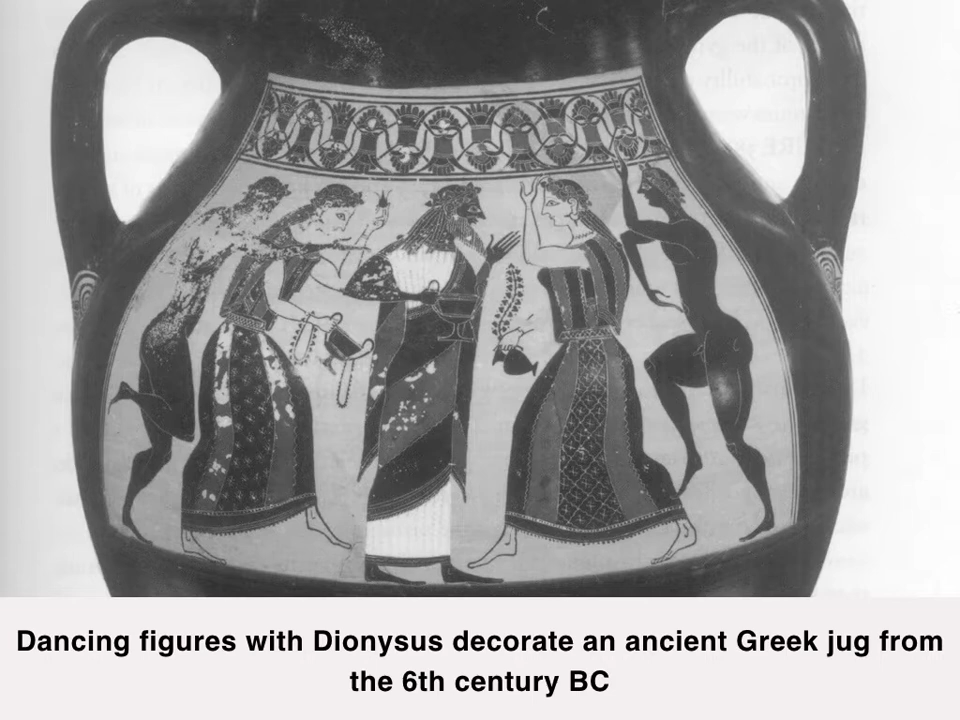 Dancing figures with Dionysus decorate an ancient Greek jug from
the 6th century BC